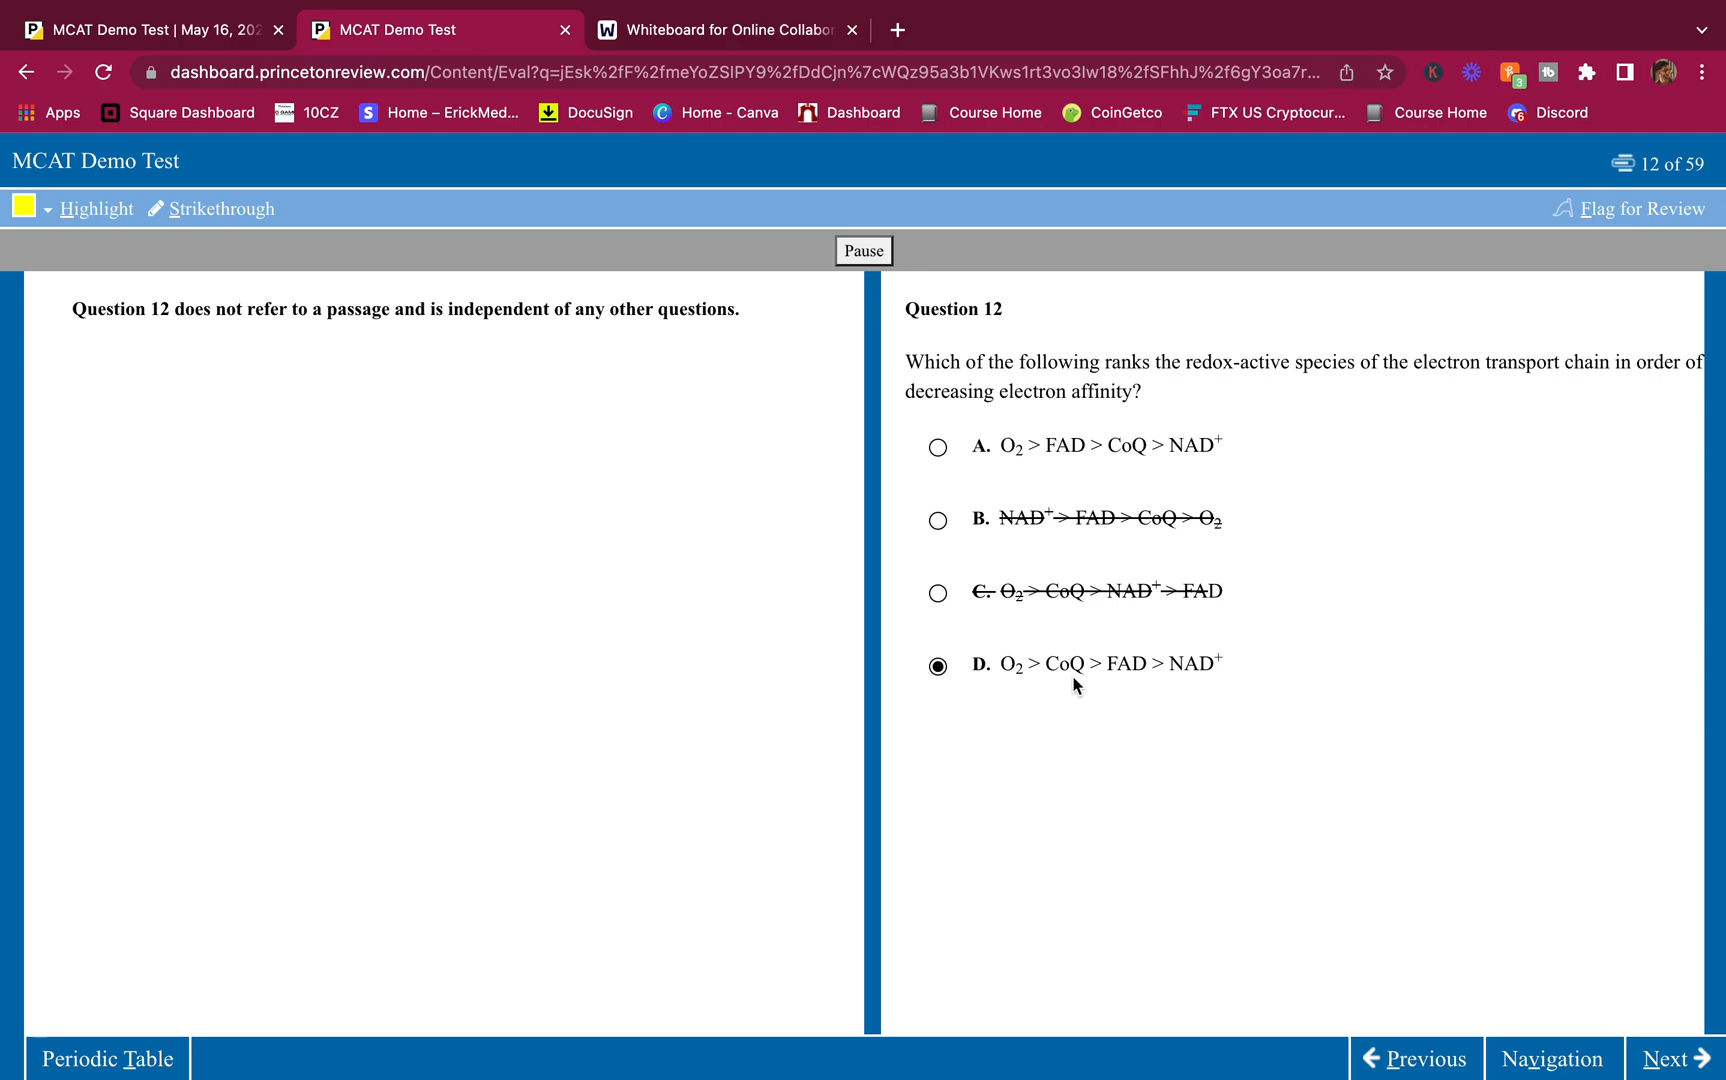 MCAT Demo Test | May 16, 202
MCAT Demo Test
Whiteboard for Online Collabor
dashboard.princetonreview.com/Content/Eval?q=jEsk%2fF%2fmeYoZSIPY9%2fDdCjn%7cWQz95a3b1VKws1rt3vo3lw18%2fSFhhJ%2f6gY3oa7r...
Apps Square Dashboard 10CZ Home – ErickMed... DocuSign Home - Canva Dashboard Course Home CoinGetco FTX US Cryptocur... Course Home Discord
MCAT Demo Test
12 of 59
Highlight Strikethrough
Flag for Review
Pause
Question 12 does not refer to a passage and is independent of any other questions.
Question 12
Which of the following ranks the redox-active species of the electron transport chain in order of
decreasing electron affinity?
A. O₂ > FAD > CoQ > NAD⁺
B. NAD⁺ > FAD > CoQ > O₂
C. O₂ > CoQ > NAD⁺ > FAD
D. O₂ > CoQ > FAD > NAD⁺
Periodic Table
Previous
Navigation
Next